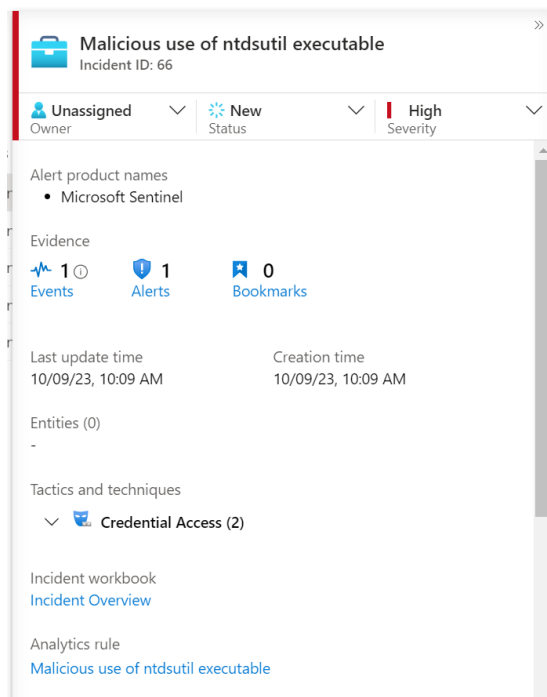 »
Malicious use of ntdsutil executable
Incident ID: 66
Unassigned
Owner
New
Status
High
Severity
Alert product names
• Microsoft Sentinel
Evidence
1
Events
1
Alerts
0
Bookmarks
Last update time
10/09/23, 10:09 AM
Creation time
10/09/23, 10:09 AM
Entities (0)
-
Tactics and techniques
Credential Access (2)
Incident workbook
Incident Overview
Analytics rule
Malicious use of ntdsutil executable